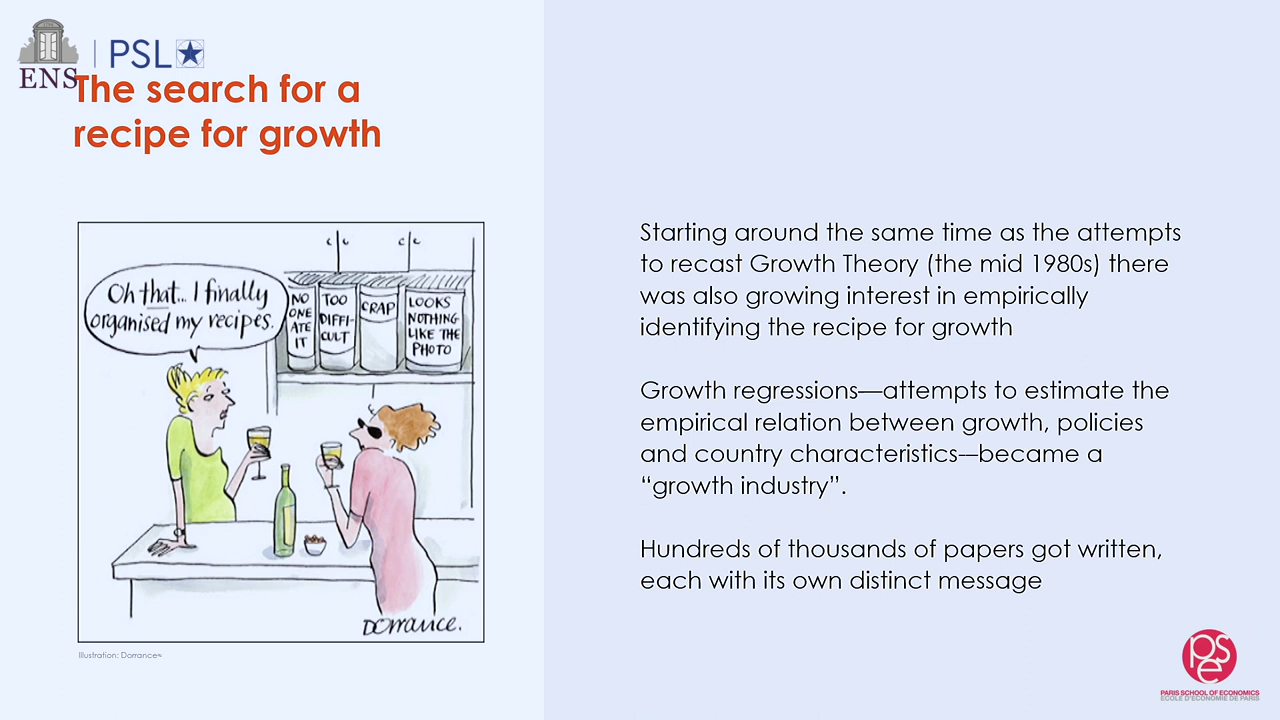 PSL
ENS
The search for a
recipe for growth
Oh that... I finally
organised my recipes.
NO
ONE
ATE
IT
TOO
DIFFI-
CULT
CRAP
LOOKS
NOTHING
LIKE THE
PHOTO
Dorrance.
Illustration: Dorrance
Starting around the same time as the attempts
to recast Growth Theory (the mid 1980s) there
was also growing interest in empirically
identifying the recipe for growth
Growth regressions—attempts to estimate the
empirical relation between growth, policies
and country characteristics—became a
“growth industry”.
Hundreds of thousands of papers got written,
each with its own distinct message
pse
PARIS SCHOOL OF ECONOMICS
ECOLE D'ECONOMIE DE PARIS